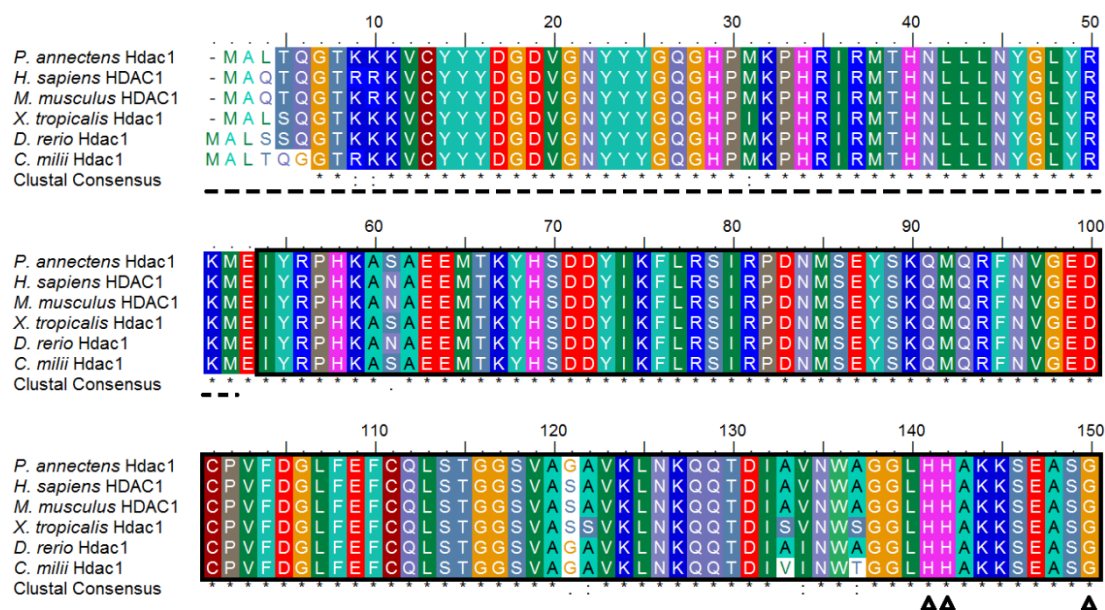 10 20 30 40 50
P. annectens Hdac1 -MALTQGTKKKVCYYYDGDVGNYYYGQGHPMKPHRIRMTHNLLLNYGLYR
H. sapiens HDAC1 -MAQTQGTRRKVCYYYDGDVGNYYYGQGHPMKPHRIRMTHNLLLNYGLYR
M. musculus HDAC1 -MAQTQGTKRKVCYYYDGDVGNYYYGQGHPMKPHRIRMTHNLLLNYGLYR
X. tropicalis Hdac1 -MALSQGTKKKVCYYYDGDVGNYYYGQGHPIKPHRIRMTHNLLLNYGLYR
D. rerio Hdac1 MALSSQGTKKKVCYYYDGDVGNYYYGQGHPMKPHRIRMTHNLLLNYGLYR
C. milii Hdac1 MALTQGGTRKKVCYYYDGDVGNYYYGQGHPMKPHRIRMTHNLLLNYGLYR
Clustal Consensus **::********************:*******************
60 70 80 90 100
P. annectens Hdac1 KMEIYRPHKASAEEMTKYHSDDYIKFLRSIRPDNMSEYSKQMQRFNVGED
H. sapiens HDAC1 KMEIYRPHKANAEEMTKYHSDDYIKFLRSIRPDNMSEYSKQMQRFNVGED
M. musculus HDAC1 KMEIYRPHKANAEEMTKYHSDDYIKFLRSIRPDNMSEYSKQMQRFNVGED
X. tropicalis Hdac1 KMEIYRPHKASAEEMTKYHSDDYIKFLRSIRPDNMSEYSKQMQRFNVGED
D. rerio Hdac1 KMEIYRPHKANAEEMTKYHSDDYIKFLRSIRPDNMSEYSKQMQRFNVGED
C. milii Hdac1 KMEIYRPHKASAEEMTKYHSDDYIKFLRSIRPDNMSEYSKQMQRFNVGED
Clustal Consensus **********.***************************************
110 120 130 140 150
P. annectens Hdac1 CPVFDGLFEFCQLSTGGSVAGAVKLNKQQTDIAVNWAGGLHHAKKSEASG
H. sapiens HDAC1 CPVFDGLFEFCQLSTGGSVASAVKLNKQQTDIAVNWAGGLHHAKKSEASG
M. musculus HDAC1 CPVFDGLFEFCQLSTGGSVASAVKLNKQQTDIAVNWAGGLHHAKKSEASG
X. tropicalis Hdac1 CPVFDGLFEFCQLSTGGSVASSVKLNKQQTDISVNWSGGLHHAKKSEASG
D. rerio Hdac1 CPVFDGLFEFCQLSTGGSVAGAVKLNKQQTDIAINWAGGLHHAKKSEASG
C. milii Hdac1 CPVFDGLFEFCQLSTGGSVAGAVKLNKQQTDIVINWTGGLHHAKKSEASG
Clustal Consensus ********************.:********** :**.*************